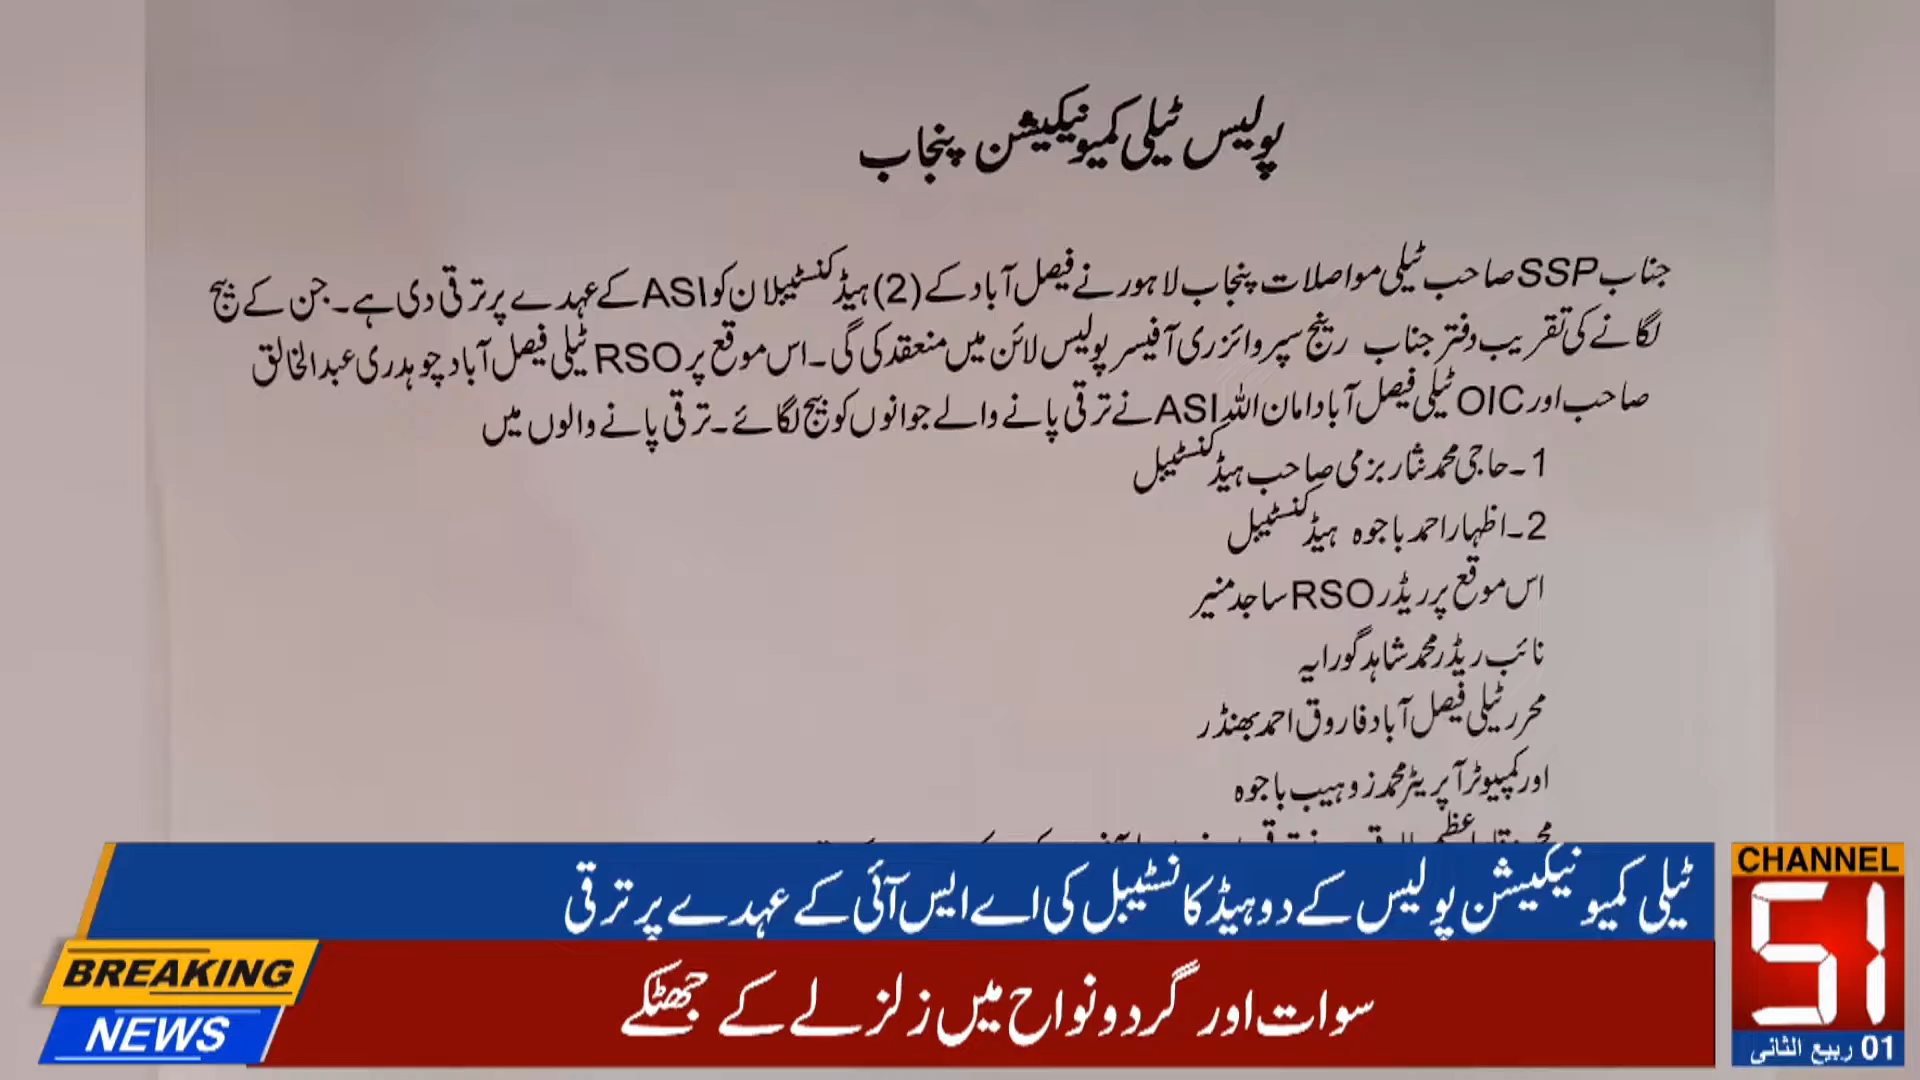 پولیس ٹیلی کمیونیکیشن پنجاب
جناب SSP صاحب ٹیلی مواصلات پنجاب لاہور نے فیصل آباد کے (2) ہیڈ کنسٹیبلان کو ASI کے عہدے پر ترقی دی ہے۔ جن کے بیج
لگانے کی تقریب دفتر جناب رینج سپروائزری آفیسر پولیس لائن میں منعقد کی گی۔ اس موقع پر RSO ٹیلی فیصل آباد چوہدری عبدالخالق
صاحب اور OIC ٹیلی فیصل آباد امان اللہ ASI نے ترقی پانے والے جوانوں کو بیج لگائے۔ ترقی پانے والوں میں
1۔ حاجی محمد نثار بزمی صاحب ہیڈ کنسٹیبل
2۔ اظہار احمد باجوہ ہیڈ کنسٹیبل
اس موقع پر ریڈر RSO ساجد منیر
نائب ریڈر محمد شاہد گورایہ
محرر ٹیلی فیصل آباد فاروق احمد بھنڈر
اور کمپیوٹر آپریٹر محمد زوہیب باجوہ
ٹیلی کمیونیکیشن پولیس کے دو ہیڈ کانسٹیبل کی اے ایس آئی کے عہدے پر ترقی
سوات اور گردونواح میں زلزلے کے جھٹکے
BREAKING
NEWS
CHANNEL
51
01 ربیع الثانی